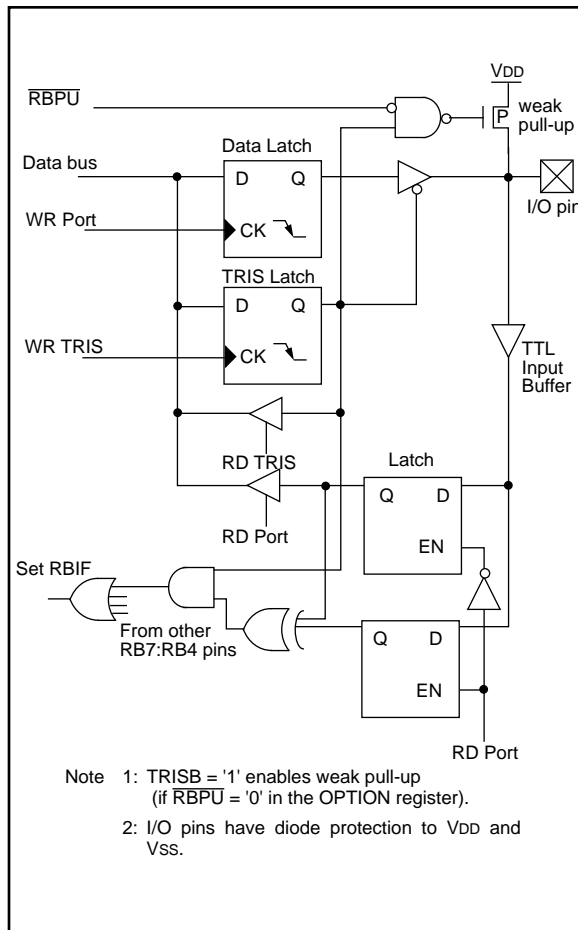 VDD
RBPU
P
weak
pull-up
Data Latch
Data bus
D Q
I/O pin
WR Port
CK
TRIS Latch
D Q
TTL
Input
Buffer
WR TRIS
CK
RD TRIS
Latch
Q D
RD Port
EN
Set RBIF
From other
RB7:RB4 pins
Q D
EN
RD Port
Note 1: TRISB = '1' enables weak pull-up
(if RBPU = '0' in the OPTION register).
2: I/O pins have diode protection to VDD and
VSS.